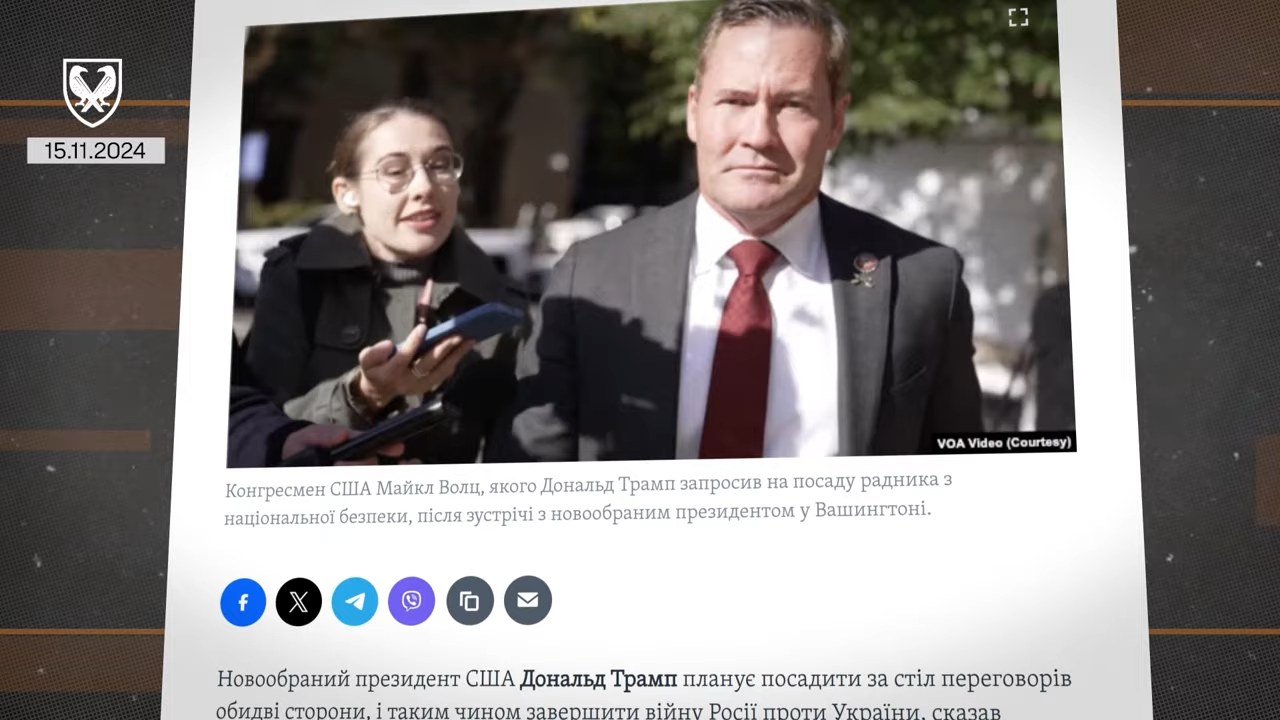 15.11.2024
VOA Video (Courtesy)
Конгресмен США Майкл Волц, якого Дональд Трамп запросив на посаду радника з
національної безпеки, після зустрічі з новообраним президентом у Вашингтоні.
Новообраний президент США Дональд Трамп планує посадити за стіл переговорів
обидві сторони, і таким чином завершити війну Росії проти України, сказав